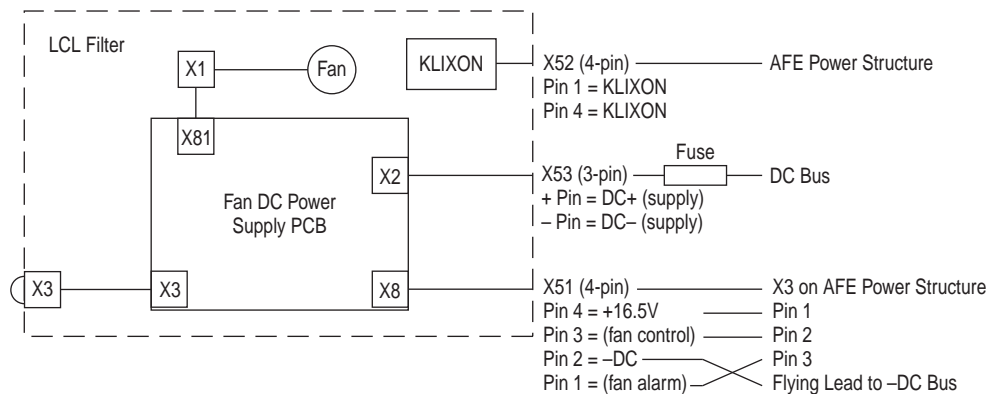 LCL Filter
X1
Fan
KLIXON
X52 (4-pin)
AFE Power Structure
Pin 1 = KLIXON
Pin 4 = KLIXON
X81
Fuse
X2
X53 (3-pin)
DC Bus
+ Pin = DC+ (supply)
– Pin = DC– (supply)
Fan DC Power
Supply PCB
X3
X3
X8
X51 (4-pin)
X3 on AFE Power Structure
Pin 4 = +16.5V
Pin 1
Pin 3 = (fan control)
Pin 2
Pin 2 = –DC
Pin 3
Pin 1 = (fan alarm)
Flying Lead to –DC Bus